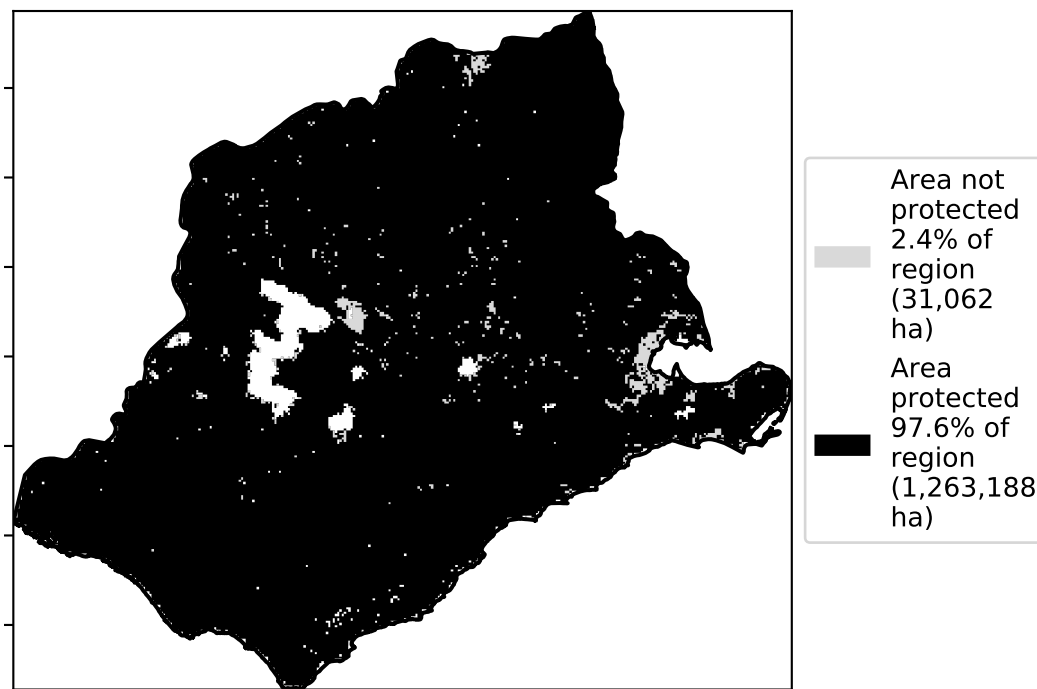 Area not
protected
2.4% of
region
(31,062
ha)
Area
protected
97.6% of
region
(1,263,188
ha)